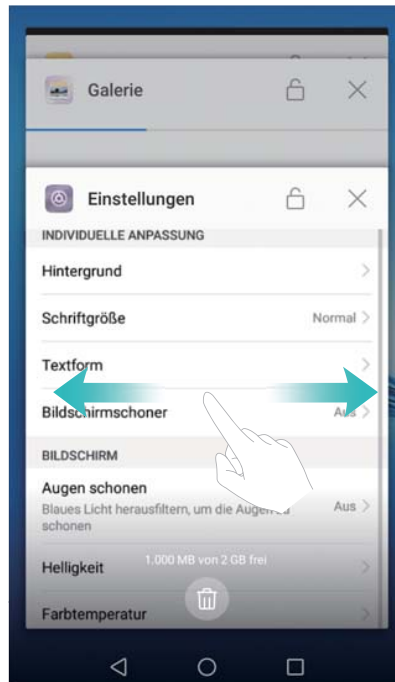 Galerie
Einstellungen
INDIVIDUELLE ANPASSUNG
Hintergrund
Schriftgröße Normal
Textform
Bildschirmschoner Aus
BILDSCHIRM
Augen schonen
Blaues Licht herausfiltern, um die Augen zu Aus
schonen
1.000 MB von 2 GB frei
Helligkeit
Farbtemperatur